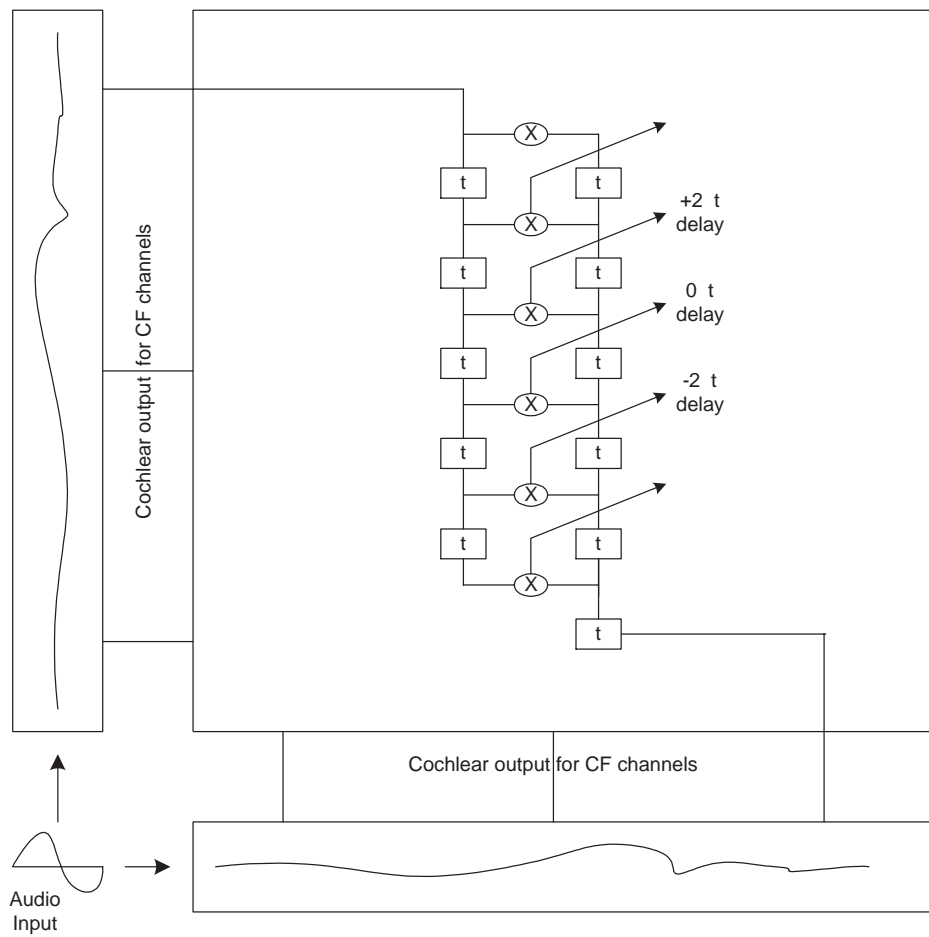 X
t t
+2 t
delay
X
t t
0 t
delay
X
t t
-2 t
delay
X
t t
X
t t
X
t
Cochlear output for CF channels
Cochlear output for CF channels
Audio
Input